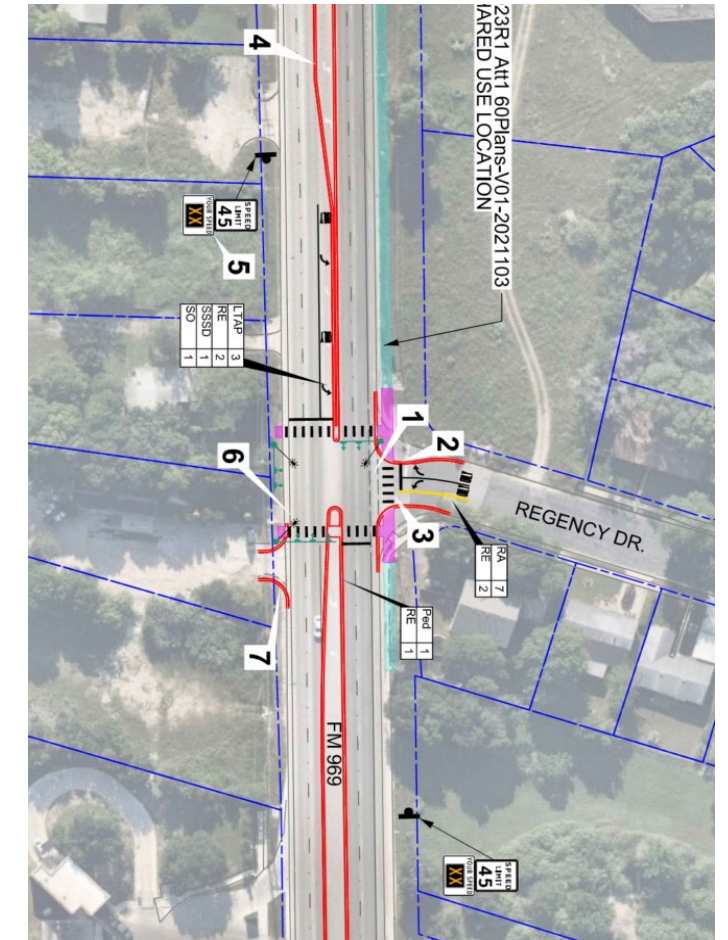 23R1 Att1 60Plans-V01-2021103
HARED USE LOCATION
4
SPEED
LIMIT
45
YOUR SPEED
XX
5
LTAP 3
RE 2
SSSD 1
SO 1
1
2
3
6
7
REGENCY DR.
RA 7
RE 2
Ped 1
RE 1
FM 969
SPEED
LIMIT
45
YOUR SPEED
XX